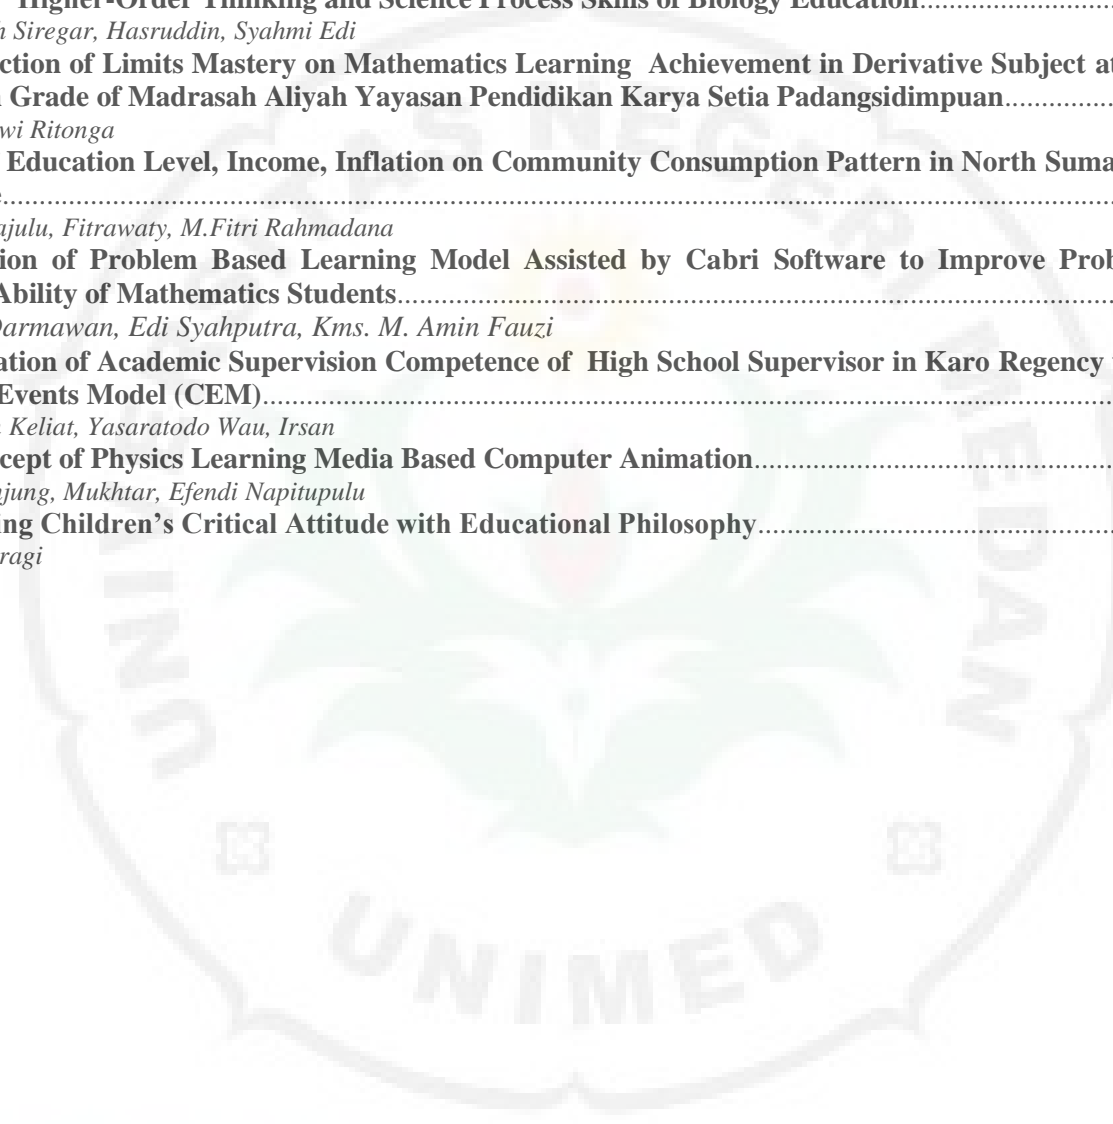 Higher-Order Thinking and Science Process Skills of Biology Education................................
n Siregar, Hasruddin, Syahmi Edi
ction of Limits Mastery on Mathematics Learning Achievement in Derivative Subject at
Grade of Madrasah Aliyah Yayasan Pendidikan Karya Setia Padangsidimpuan................
wi Ritonga
Education Level, Income, Inflation on Community Consumption Pattern in North Suma
................................................................................................
ajulu, Fitrawaty, M.Fitri Rahmadana
ion of Problem Based Learning Model Assisted by Cabri Software to Improve Prob
Ability of Mathematics Students................................................................
Darmawan, Edi Syahputra, Kms. M. Amin Fauzi
ation of Academic Supervision Competence of High School Supervisor in Karo Regency
Events Model (CEM)................................................................
Keliat, Yasaratodo Wau, Irsan
cept of Physics Learning Media Based Computer Animation................................
njung, Mukhtar, Efendi Napitupulu
ing Children’s Critical Attitude with Educational Philosophy................................
ragi
UNIVERSITAS NEGERI MEDAN
UNIMED